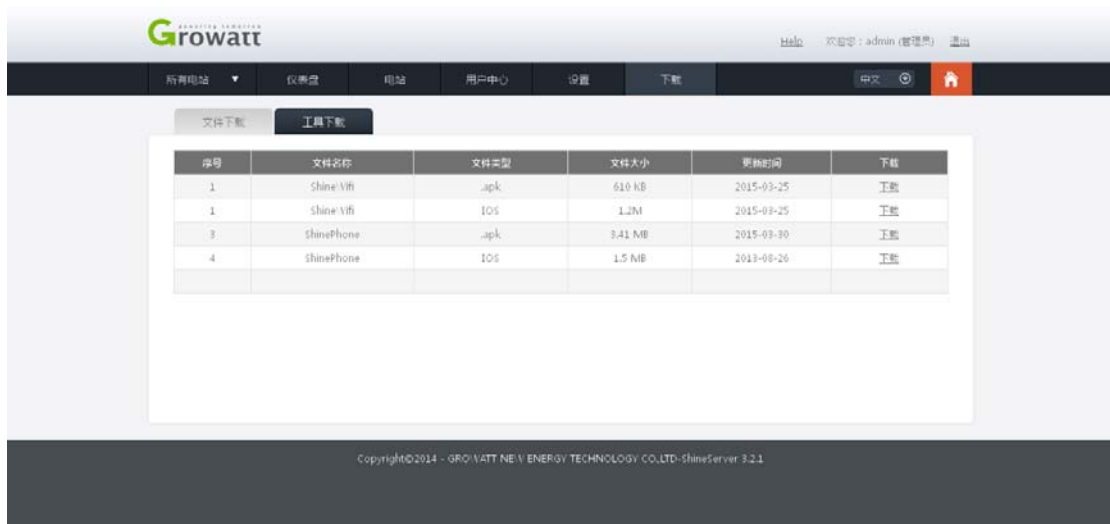 Growatt
Help 欢迎您：admin (管理员) 退出
所有电站 ▼ 仪表盘 电站 用户中心 设置 下载 中文
文件下载 工具下载
序号 文件名称 文件类型 文件大小 更新时间 下载
1 ShineWifi .apk 610 KB 2015-03-25 下载
1 ShineWifi IOS 1.2M 2015-03-25 下载
3 ShinePhone .apk 3.41 MB 2015-03-30 下载
4 ShinePhone IOS 1.5 MB 2013-08-26 下载
Copyright©2014 - GROWATT NEW ENERGY TECHNOLOGY CO.,LTD-ShineServer 3.2.1